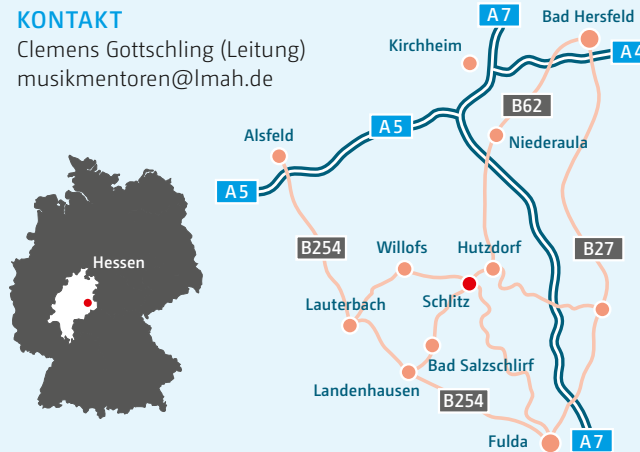 KONTAKT
Clemens Gottschling (Leitung)
musikmentoren@lmah.de
A7
Bad Hersfeld
Kirchheim
A4
B62
A5
Alsfeld
Niederaula
A5
B254
Willofs
Hutzdorf
B27
Hessen
Schlitz
Lauterbach
Bad Salzschlirf
Landenhausen
B254
Fulda
A7